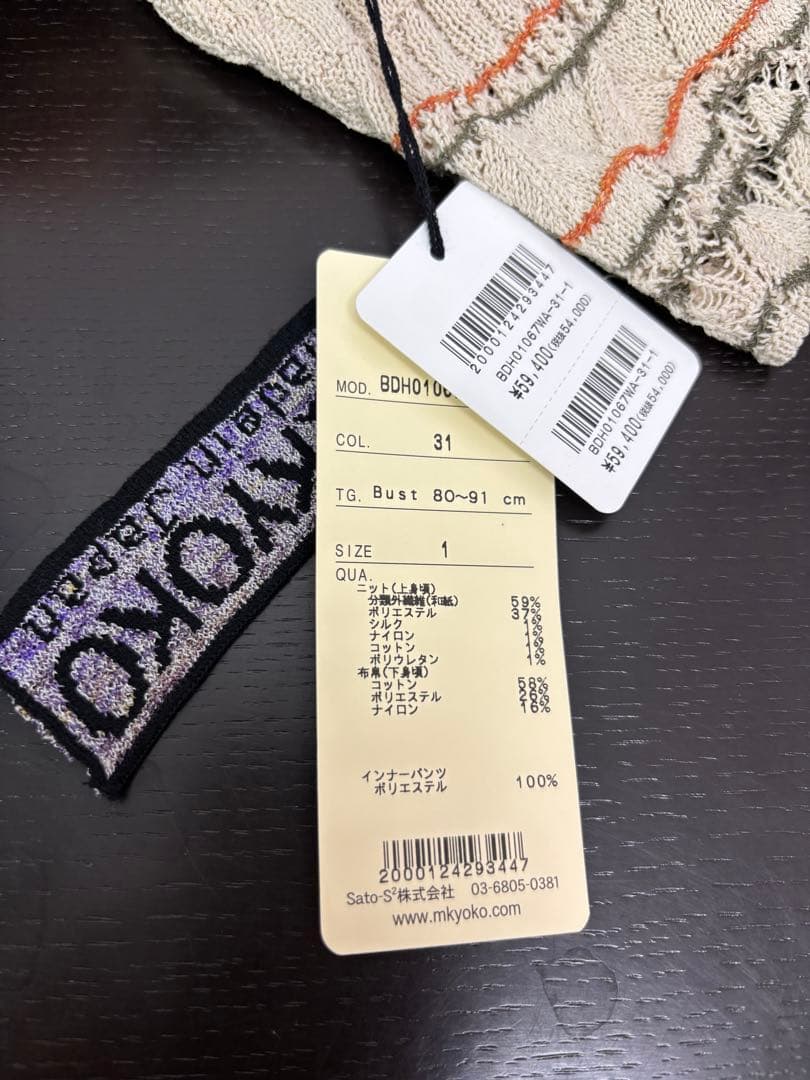 2000124293447
BDH01067WA-31-1
¥59,400(税抜54,000)
BDH01067WA-31-1
¥59,400(税抜54,000)
MOD. BDH010
COL. 31
TG. Bust 80〜91 cm
SIZE 1
QUA.
ニット(上身頃)
分類外繊維(和紙) 59%
ポリエステル 37%
シルク 1%
ナイロン 1%
コットン 1%
ポリウレタン 1%
布帛(下身頃)
コットン 58%
ポリエステル 26%
ナイロン 16%
インナーパンツ
ポリエステル 100%
2000124293447
Sato-S²株式会社 03-6805-0381
www.mkyoko.com
YOKO
made in Japan